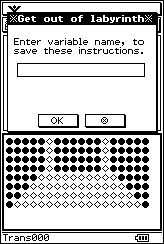 ※Get out of labyrinth※
Enter variable name, to
save these instructions.
OK
Trans000